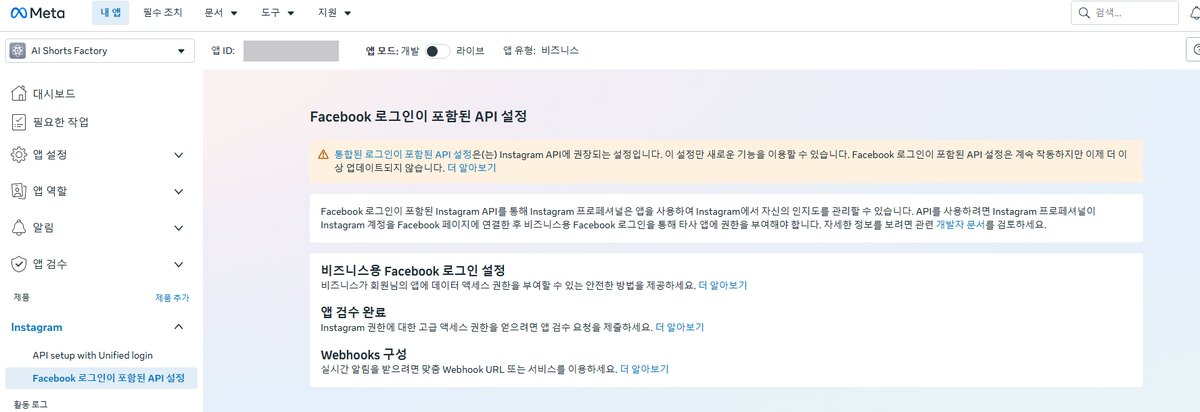 Meta 내 앱 필수 조치 문서 도구 지원 검색...
AI Shorts Factory 앱 ID: 앱 모드: 개발 라이브 앱 유형: 비즈니스
대시보드
필요한 작업
앱 설정
앱 역할
알림
앱 검수
제품 제품 추가
Instagram
API setup with Unified login
Facebook 로그인이 포함된 API 설정
활동 로그
Facebook 로그인이 포함된 API 설정
통합된 로그인이 포함된 API 설정은(는) Instagram API에 권장되는 설정입니다. 이 설정만 새로운 기능을 이용할 수 있습니다. Facebook 로그인이 포함된 API 설정은 계속 작동하지만 이제 더 이
상 업데이트되지 않습니다. 더 알아보기
Facebook 로그인이 포함된 Instagram API를 통해 Instagram 프로페셔널은 앱을 사용하여 Instagram에서 자신의 인지도를 관리할 수 있습니다. API를 사용하려면 Instagram 프로페셔널이
Instagram 계정을 Facebook 페이지에 연결한 후 비즈니스용 Facebook 로그인을 통해 타사 앱에 권한을 부여해야 합니다. 자세한 정보를 보려면 관련 개발자 문서를 검토하세요.
비즈니스용 Facebook 로그인 설정
비즈니스가 회원님의 앱에 데이터 액세스 권한을 부여할 수 있는 안전한 방법을 제공하세요. 더 알아보기
앱 검수 완료
Instagram 권한에 대한 고급 액세스 권한을 얻으려면 앱 검수 요청을 제출하세요. 더 알아보기
Webhooks 구성
실시간 알림을 받으려면 맞춤 Webhook URL 또는 서비스를 이용하세요. 더 알아보기